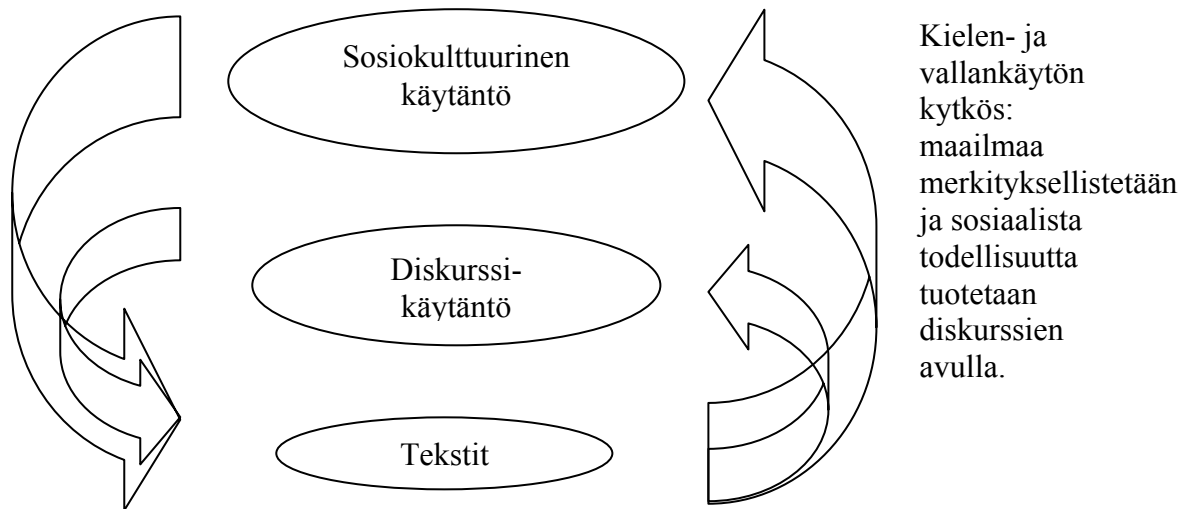 Sosiokulttuurinen
käytäntö
Diskurssi-
käytäntö
Tekstit
Kielen- ja
vallankäytön
kytkös:
maailmaa
merkityksellistetään
ja sosiaalista
todellisuutta
tuotetaan
diskurssien
avulla.